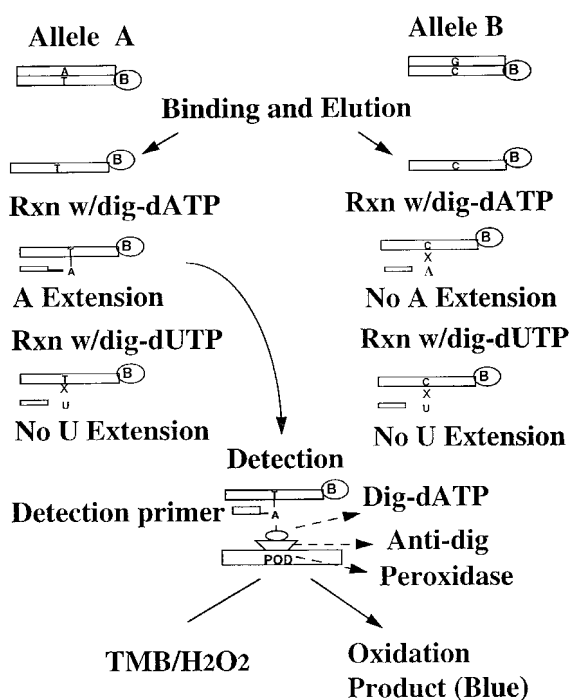 Allele A
Allele B
A
T
B
G
C
B
Binding and Elution
T
B
C
B
Rxn w/dig-dATP
Rxn w/dig-dATP
B
A
C
B
X
A
A Extension
No A Extension
Rxn w/dig-dUTP
Rxn w/dig-dUTP
T
B
X
U
C
B
X
U
No U Extension
No U Extension
Detection
B
Detection primer
A
Dig-dATP
Anti-dig
POD
Peroxidase
TMB/H2O2
Oxidation
Product (Blue)